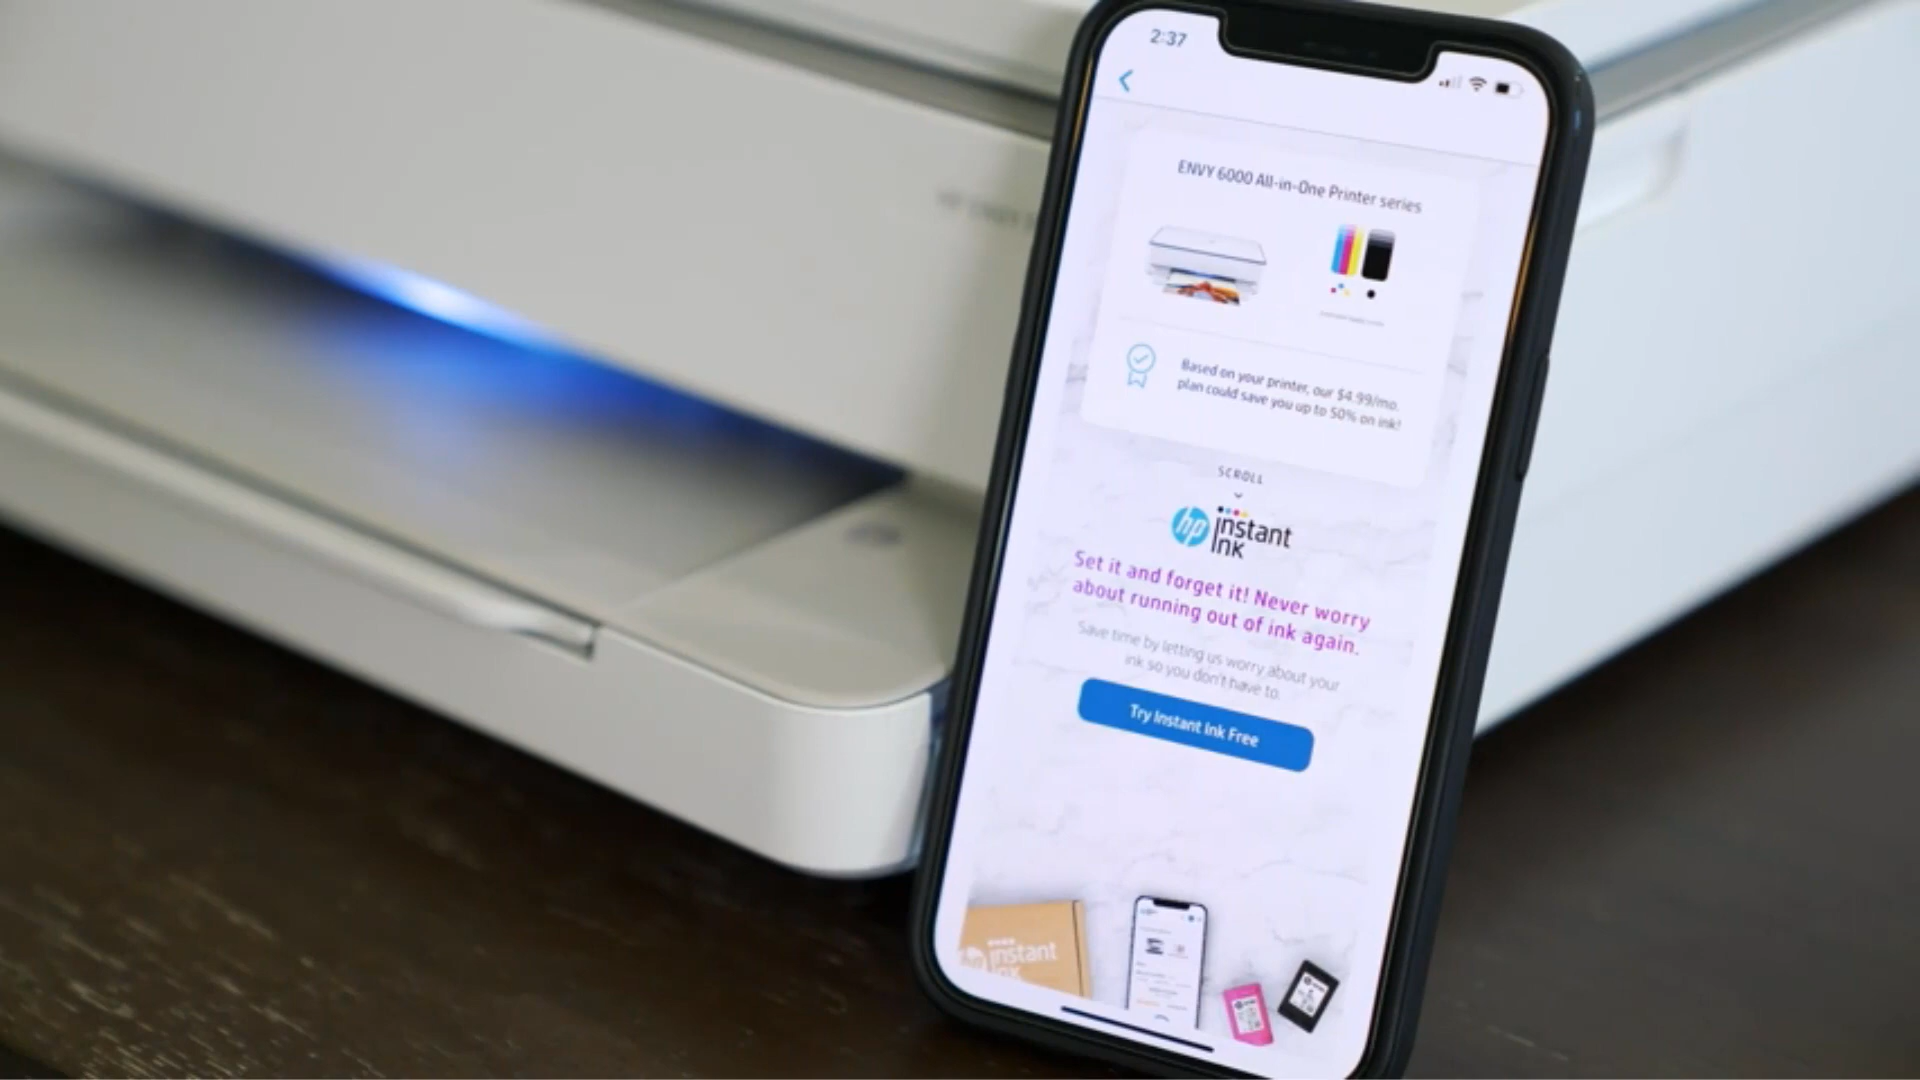 2:37
ENVY 6000 All-in-One Printer series
Based on your printer, our $4.99/mo.
plan could save you up to 50% on ink!
SCROLL
hp instant
ink
Set it and forget it! Never worry
about running out of ink again.
Save time by letting us worry about your
ink so you don't have to.
Try Instant Ink Free
hp instant
ink